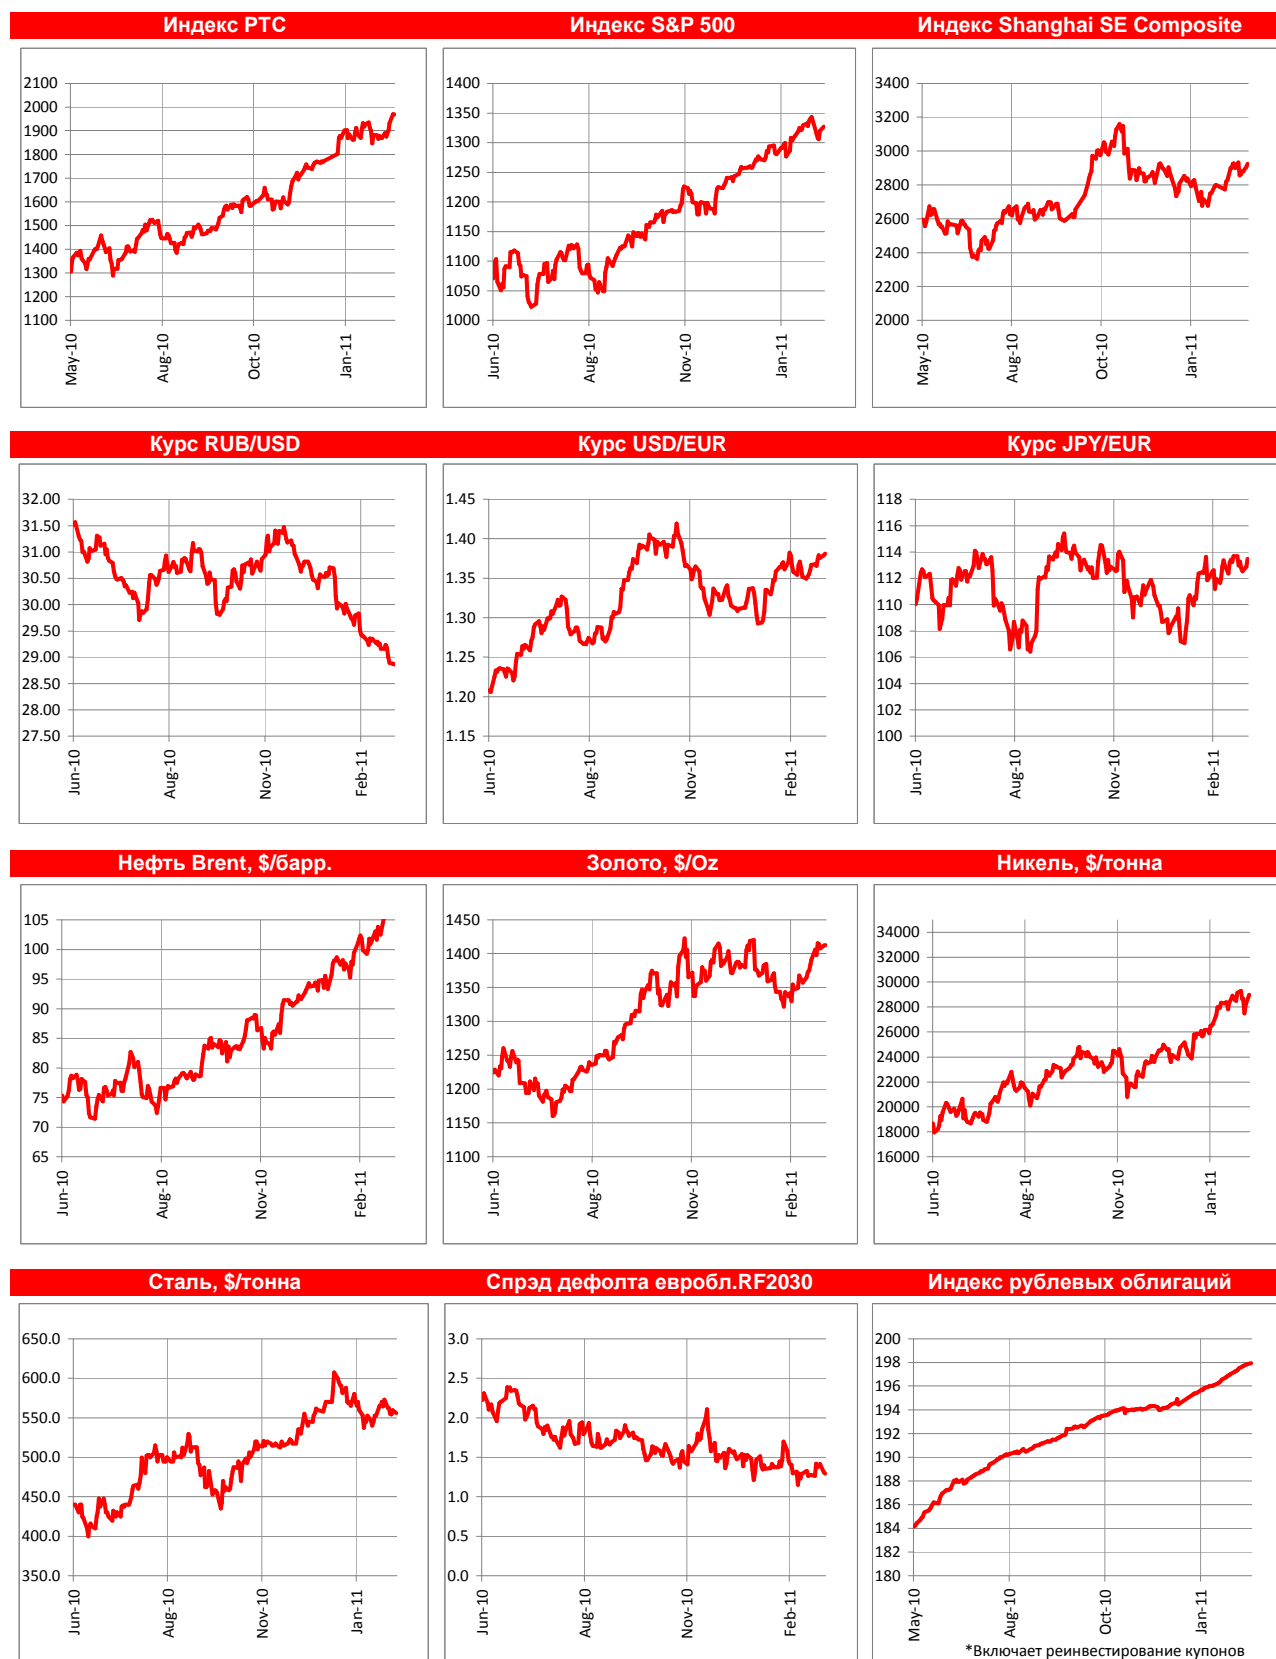 Индекс РТС
Индекс S&P 500
Индекс Shanghai SE Composite
2100
2000
1900
1800
1700
1600
1500
1400
1300
1200
1100
May-10
Aug-10
Oct-10
Jan-11
1400
1350
1300
1250
1200
1150
1100
1050
1000
Jun-10
Aug-10
Nov-10
Jan-11
3400
3200
3000
2800
2600
2400
2200
2000
May-10
Aug-10
Oct-10
Jan-11
Курс RUB/USD
Курс USD/EUR
Курс JPY/EUR
32.00
31.50
31.00
30.50
30.00
29.50
29.00
28.50
28.00
27.50
Jun-10
Aug-10
Nov-10
Feb-11
1.45
1.40
1.35
1.30
1.25
1.20
1.15
Jun-10
Aug-10
Nov-10
Feb-11
118
116
114
112
110
108
106
104
102
100
Jun-10
Aug-10
Nov-10
Feb-11
Нефть Brent, $/барр.
Золото, $/Oz
Никель, $/тонна
105
100
95
90
85
80
75
70
65
Jun-10
Aug-10
Nov-10
Feb-11
1450
1400
1350
1300
1250
1200
1150
1100
Jun-10
Aug-10
Nov-10
Feb-11
34000
32000
30000
28000
26000
24000
22000
20000
18000
16000
Jun-10
Aug-10
Nov-10
Jan-11
Сталь, $/тонна
Спрэд дефолта евробл.RF2030
Индекс рублевых облигаций
650.0
600.0
550.0
500.0
450.0
400.0
350.0
Jun-10
Aug-10
Nov-10
Jan-11
3.0
2.5
2.0
1.5
1.0
0.5
0.0
Jun-10
Aug-10
Nov-10
Feb-11
200
198
196
194
192
190
188
186
184
182
180
May-10
Aug-10
Oct-10
Jan-11
*Включает реинвестирование купонов